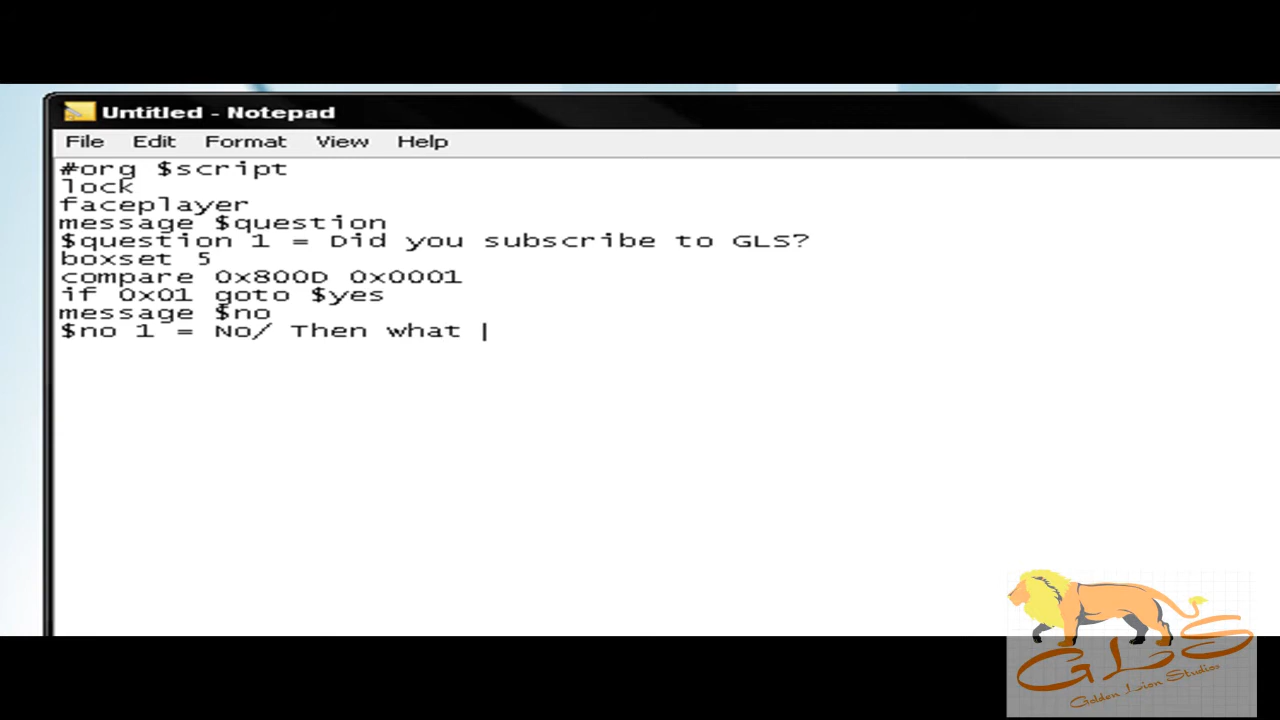 Untitled - Notepad
File Edit Format View Help
#org $script
lock
faceplayer
message $question
$question 1 = Did you subscribe to GLS?
boxset 5
compare 0x800D 0x0001
if 0x01 goto $yes
message $no
$no 1 = No/ Then what
GLS
Golden Lion Studios